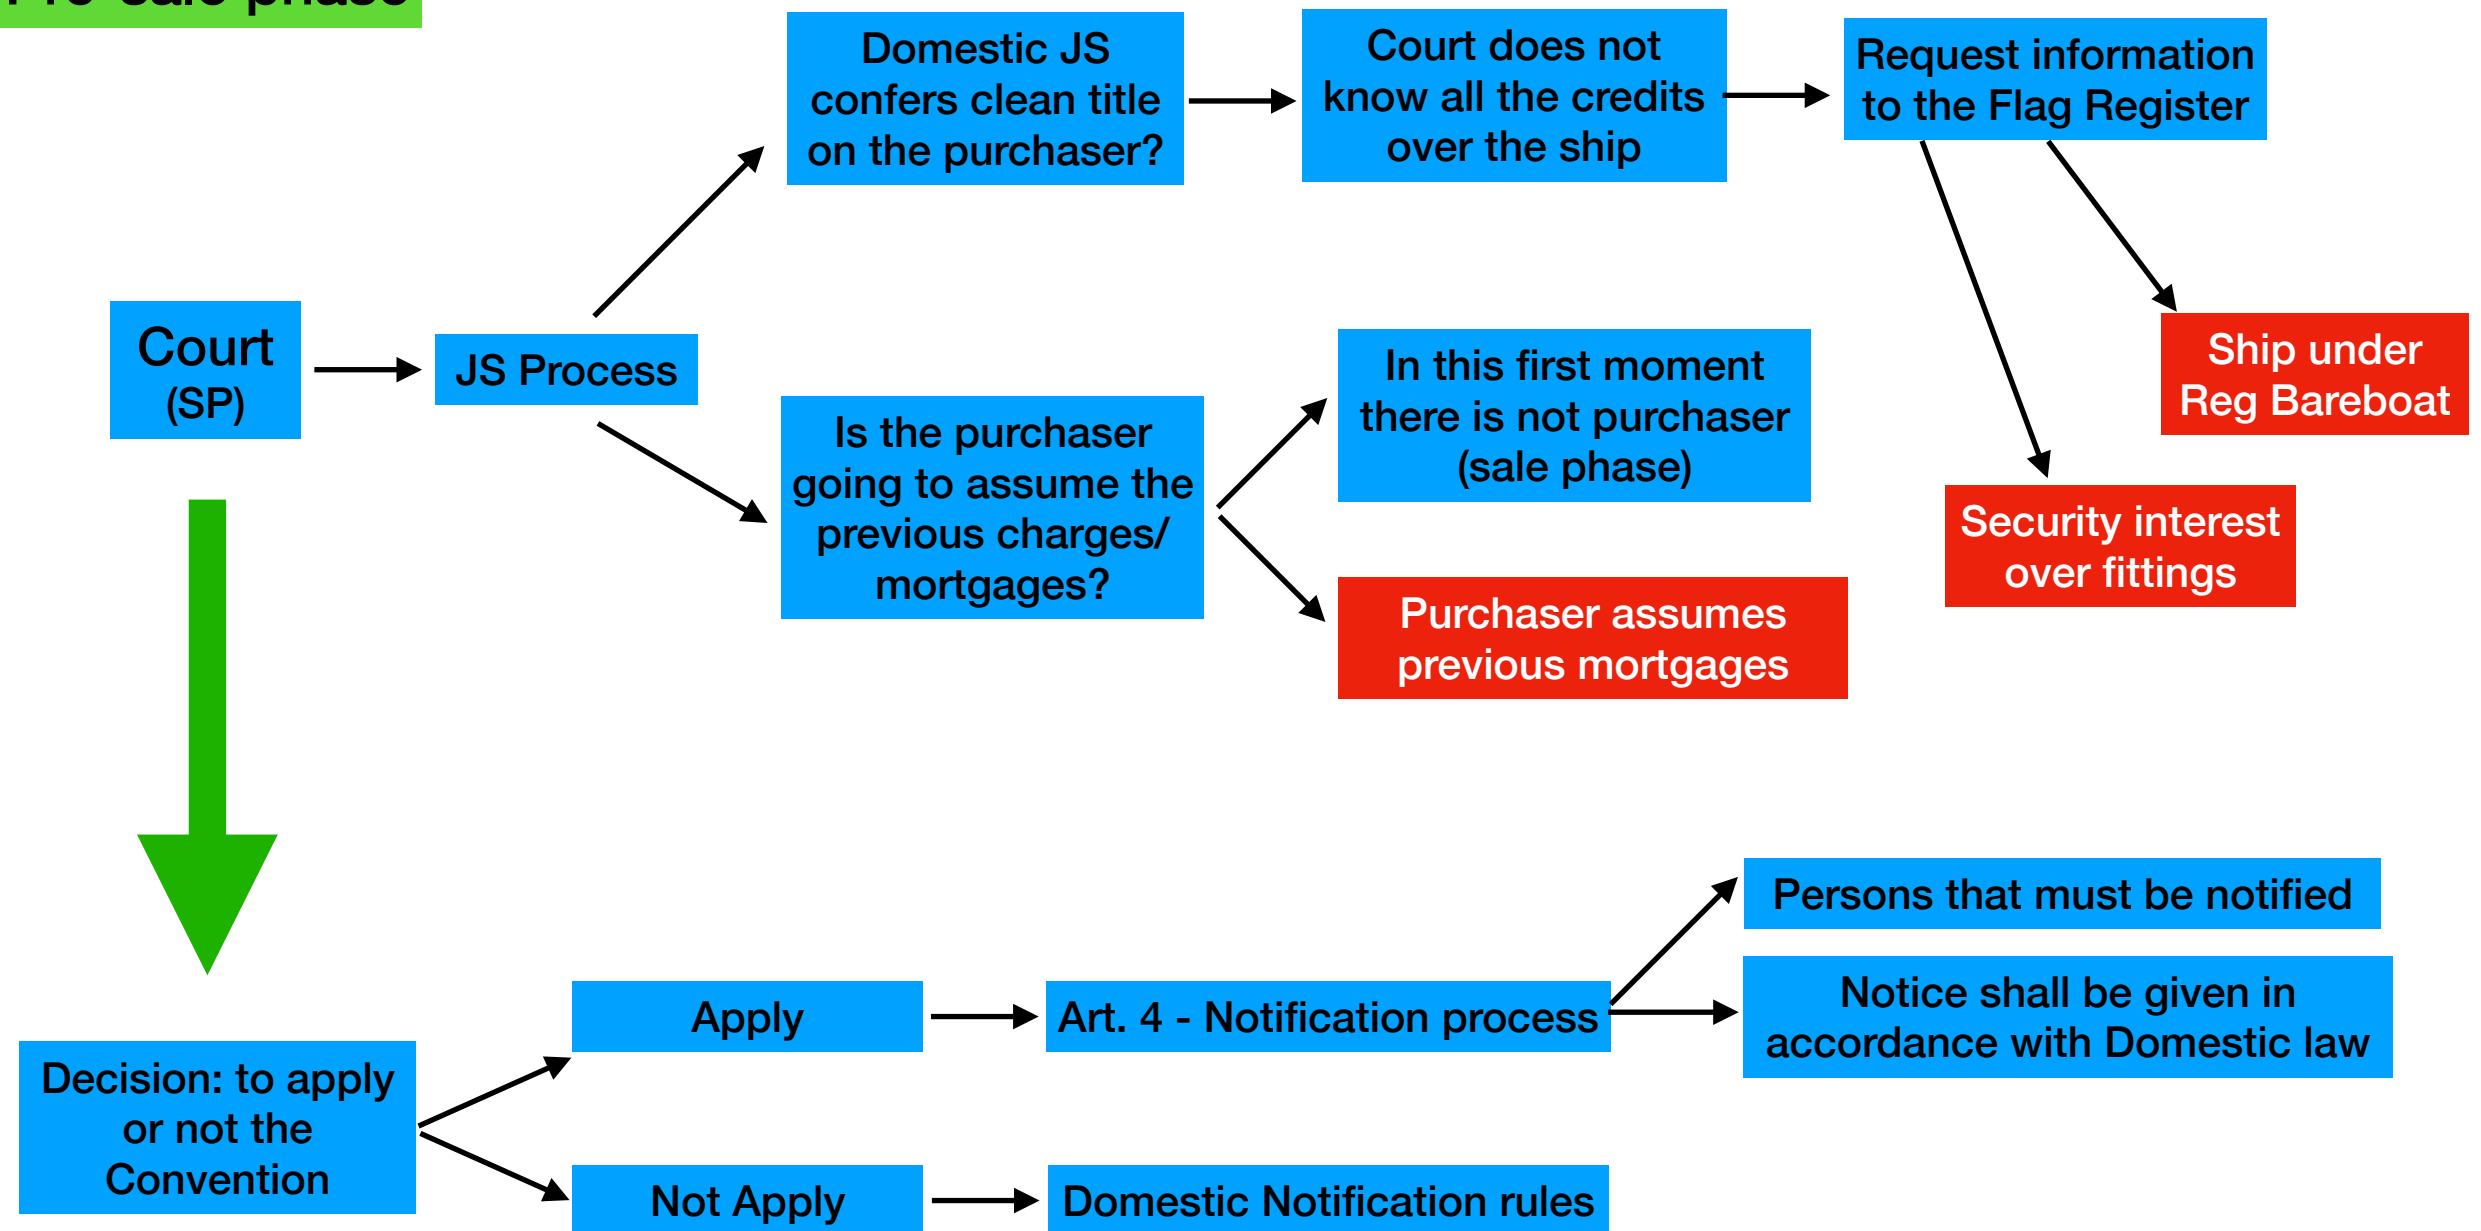 Pre-sale phase
Domestic JS
confers clean title
on the purchaser?
Court does not
know all the credits
over the ship
Request information
to the Flag Register
Court
(SP)
JS Process
Ship under
Reg Bareboat
In this first moment
there is not purchaser
(sale phase)
Is the purchaser
going to assume the
previous charges/
mortgages?
Security interest
over fittings
Purchaser assumes
previous mortgages
Persons that must be notified
Apply
Art. 4 - Notification process
Notice shall be given in
accordance with Domestic law
Decision: to apply
or not the
Convention
Not Apply
Domestic Notification rules